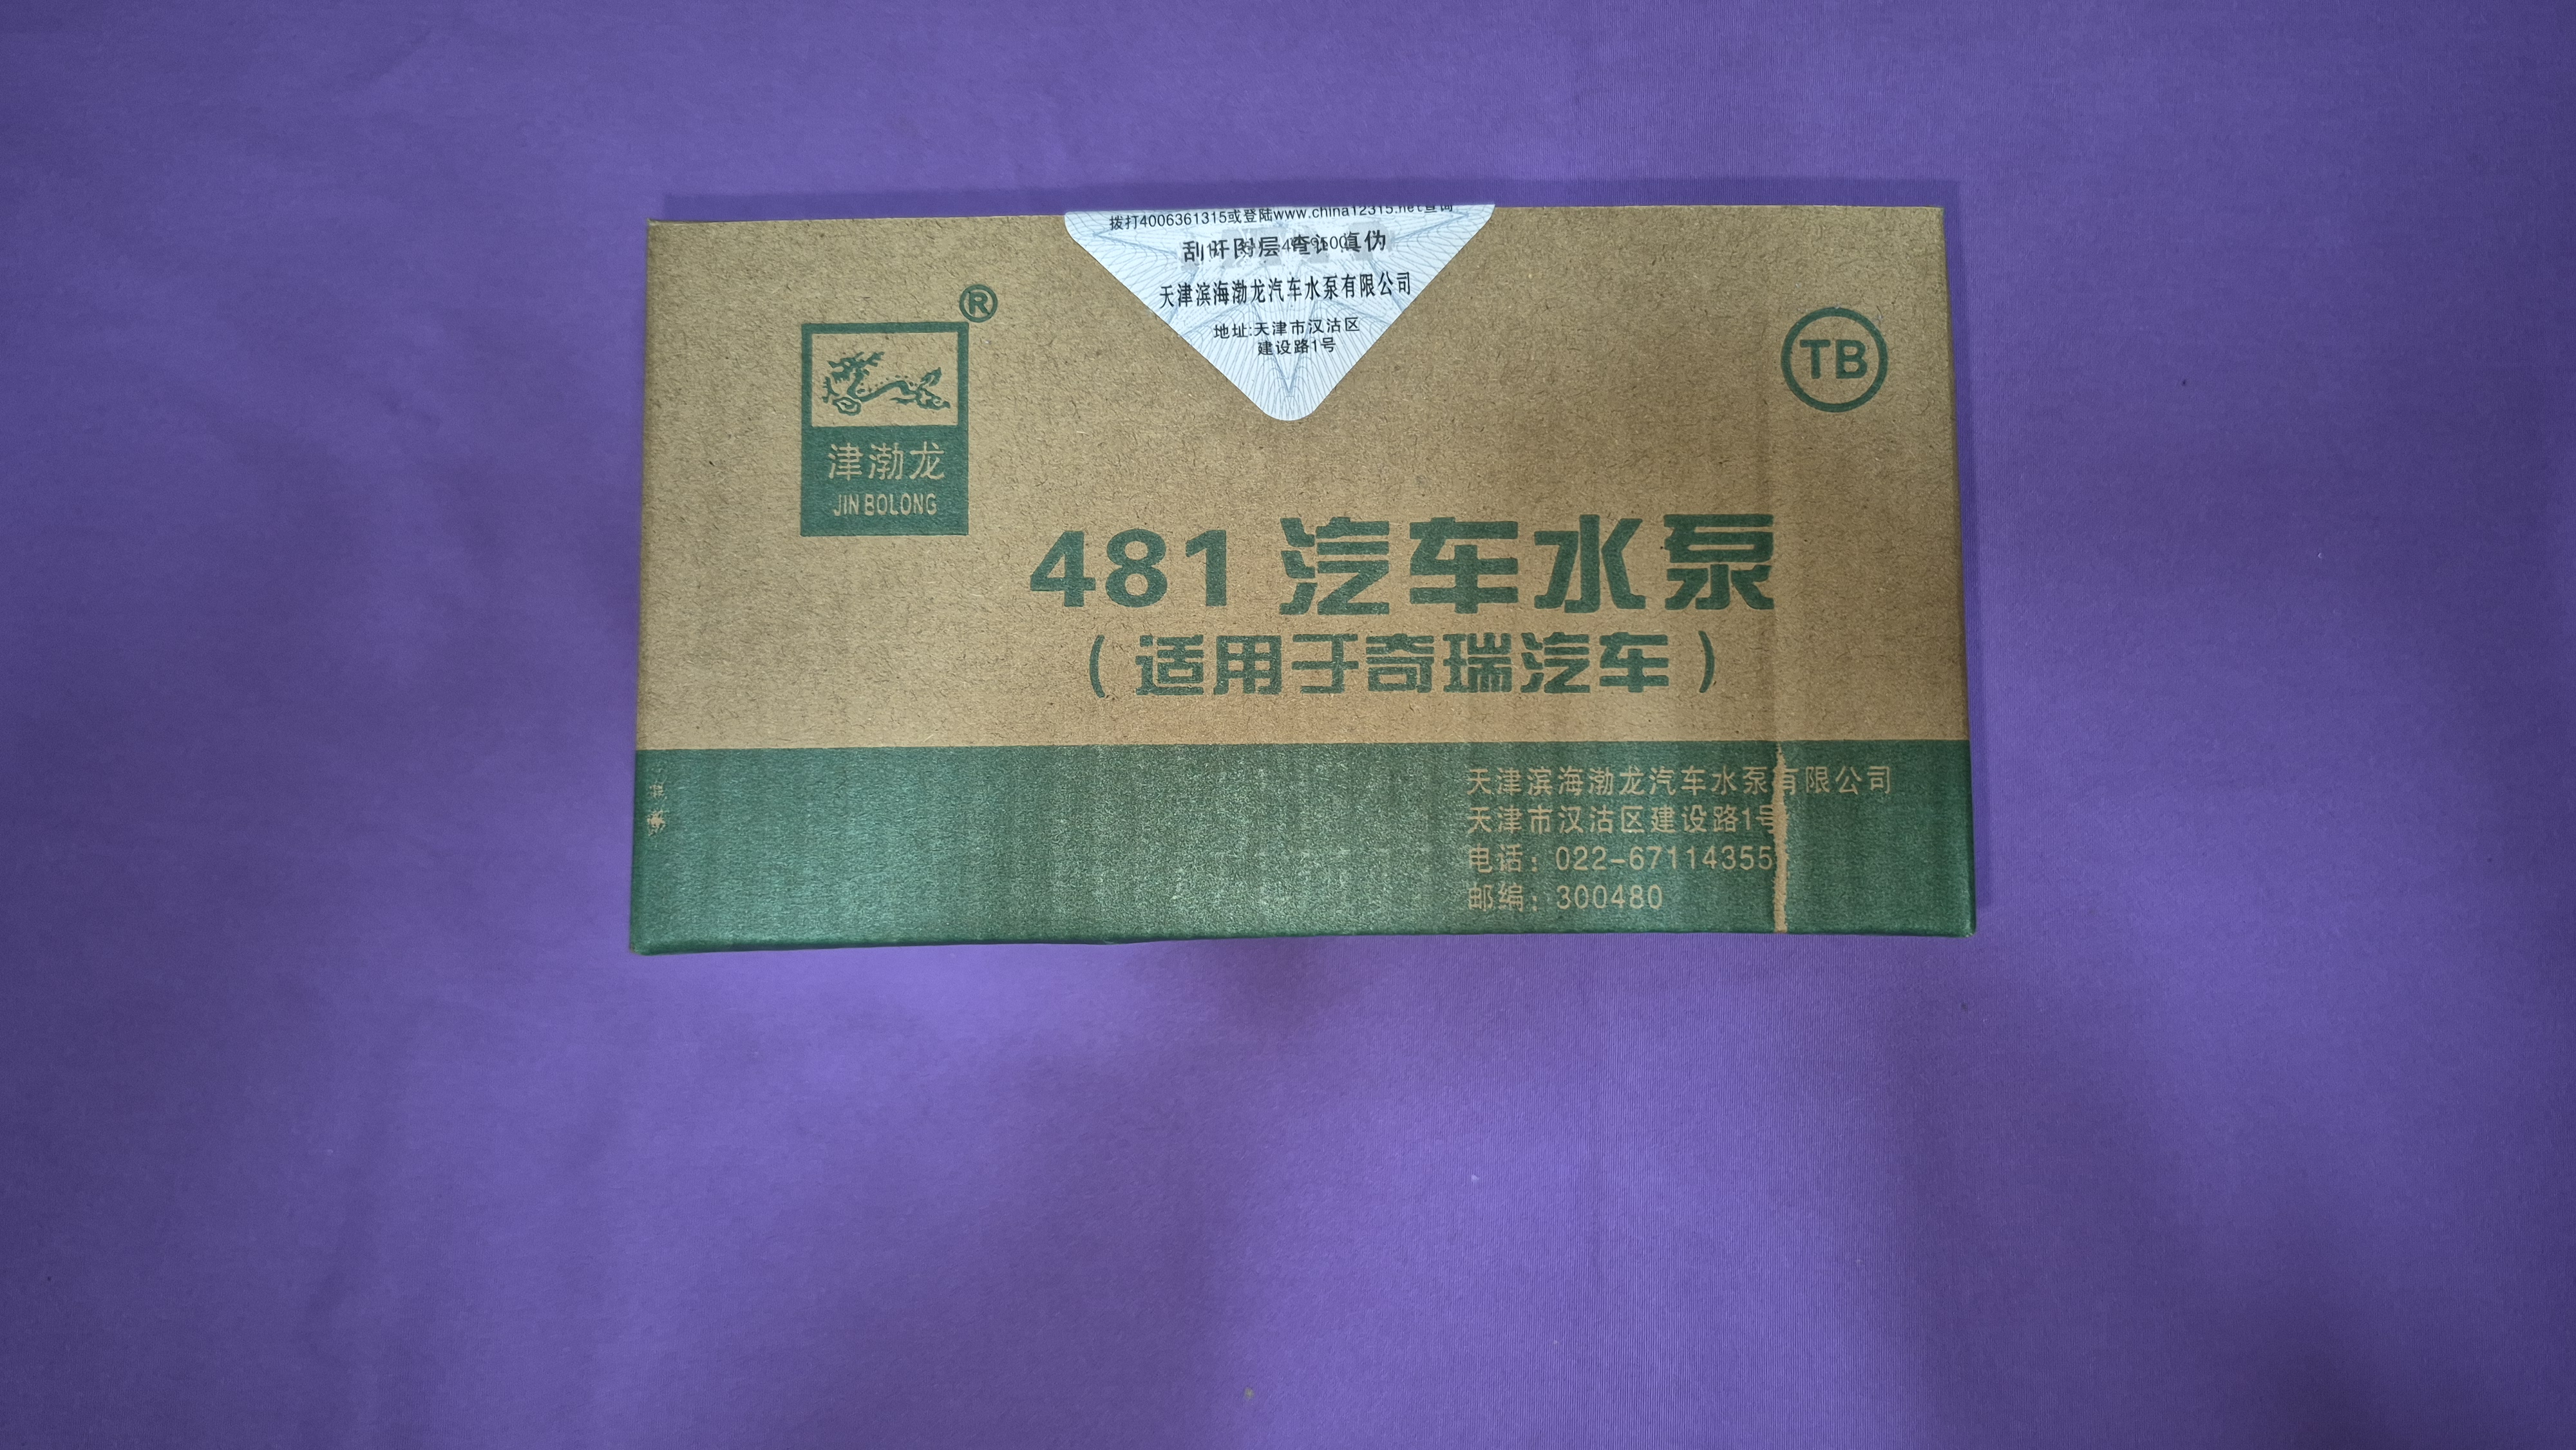 拨打4006361315或登陆www.china12315.net查询
天津滨海渤龙汽车水泵有限公司
地址:天津市汉沽区
建设路1号
®
津渤龙
JIN BOLONG
TB
481 汽车水泵
(适用于奇瑞汽车)
天津滨海渤龙汽车水泵有限公司
天津市汉沽区建设路1号
电话: 022-67114355
邮编: 300480